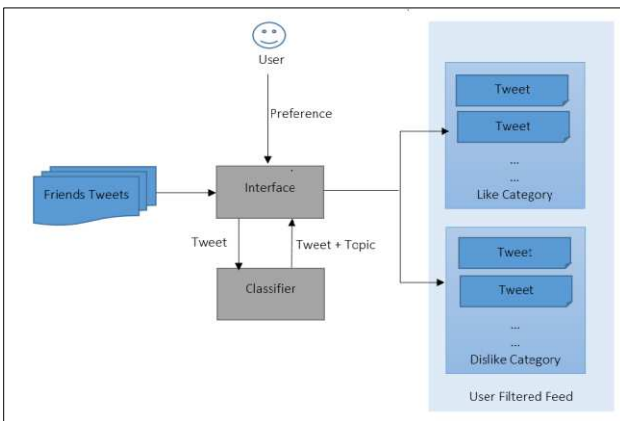 User
Preference
Friends Tweets
Interface
Tweet
Tweet + Topic
Classifier
Tweet
Tweet
...
...
Like Category
Tweet
Tweet
...
...
Dislike Category
User Filtered Feed